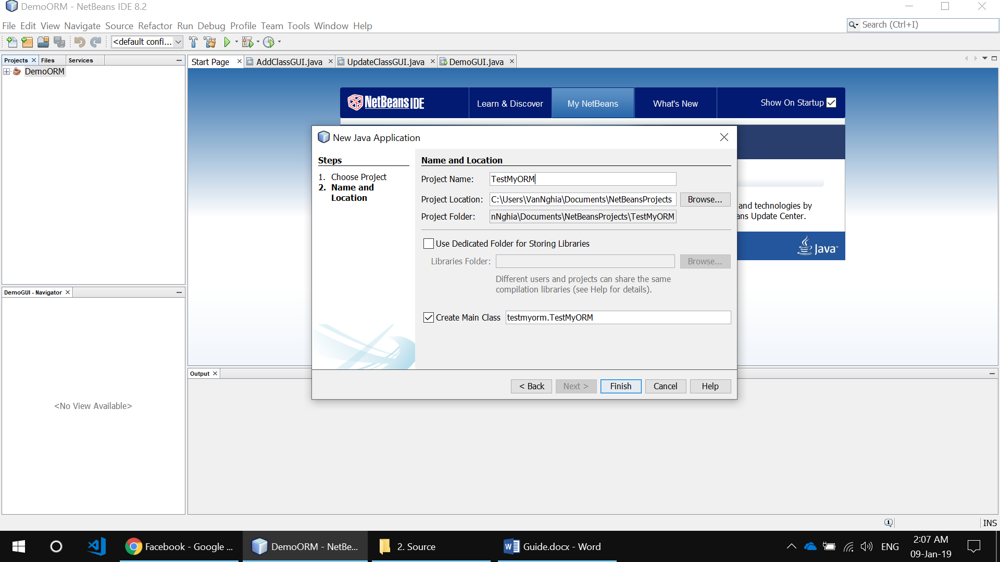 DemoORM - NetBeans IDE 8.2
File Edit View Navigate Source Refactor Run Debug Profile Team Tools Window Help
Search (Ctrl+I)
<default confi...
Projects Files Services
Start Page AddClassGUI.java UpdateClassGUI.java DemoGUI.java
DemoORM
NetBeans IDE Learn & Discover My NetBeans What's New Show On Startup
New Java Application
Steps
1. Choose Project
2. Name and
Location
Name and Location
Project Name: TestMyORM
Project Location: C:\Users\VanNghia\Documents\NetBeansProjects Browse...
Project Folder: nNghia\Documents\NetBeansProjects\TestMyORM
Use Dedicated Folder for Storing Libraries
Libraries Folder: Browse...
Different users and projects can share the same
compilation libraries (see Help for details).
Create Main Class testmyorm.TestMyORM
< Back Next > Finish Cancel Help
and technologies by
ans Update Center.
Java
DemoGUI - Navigator
<No View Available>
Output
INS
Facebook - Google ...
DemoORM - NetBe...
2. Source
Guide.docx - Word
ENG
2:07 AM
09-Jan-19